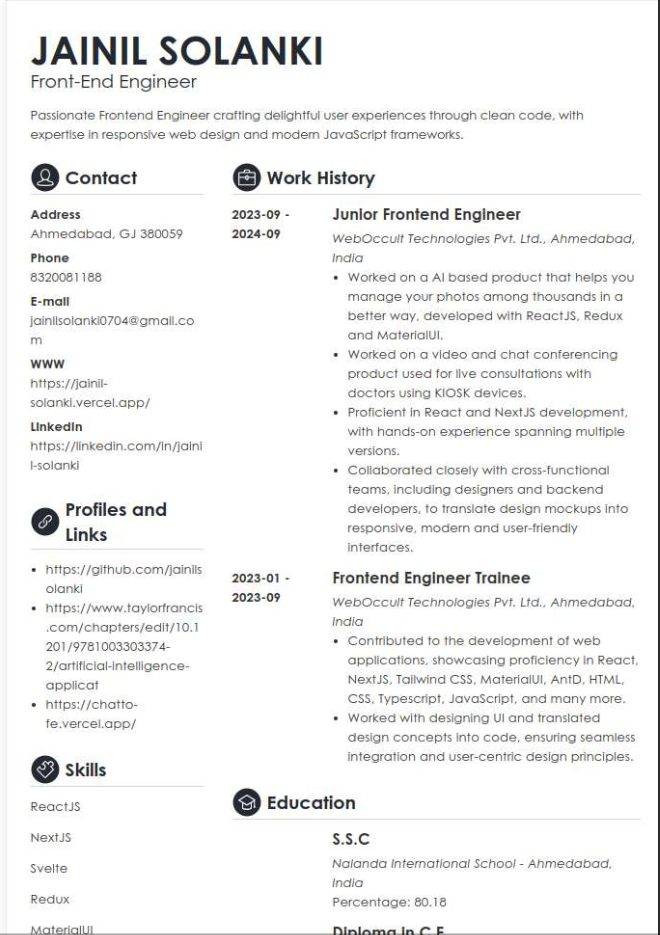 JAINIL SOLANKI
Front-End Engineer
Passionate Frontend Engineer crafting delightful user experiences through clean code, with
expertise in responsive web design and modern JavaScript frameworks.
Contact
Address
Ahmedabad, GJ 380059
Phone
8320081188
E-mail
jainilsolanki0704@gmail.co
m
WWW
https://jainil-
solanki.vercel.app/
LinkedIn
https://linkedin.com/in/jaini
l-solanki
Profiles and
Links
• https://github.com/jainils
olanki
• https://www.taylorfrancis
.com/chapters/edit/10.1
201/9781003303374-
2/artificial-intelligence-
applicat
• https://chatto-
fe.vercel.app/
Skills
ReactJS
NextJS
Svelte
Redux
MaterialUI
Work History
2023-09 -
2024-09
Junior Frontend Engineer
WebOccult Technologies Pvt. Ltd., Ahmedabad,
India
• Worked on a AI based product that helps you
manage your photos among thousands in a
better way, developed with ReactJS, Redux
and MaterialUI.
• Worked on a video and chat conferencing
product used for live consultations with
doctors using KIOSK devices.
• Proficient in React and NextJS development,
with hands-on experience spanning multiple
versions.
• Collaborated closely with cross-functional
teams, including designers and backend
developers, to translate design mockups into
responsive, modern and user-friendly
interfaces.
2023-01 -
2023-09
Frontend Engineer Trainee
WebOccult Technologies Pvt. Ltd., Ahmedabad,
India
• Contributed to the development of web
applications, showcasing proficiency in React,
NextJS, Tailwind CSS, MaterialUI, AntD, HTML,
CSS, Typescript, JavaScript, and many more.
• Worked with designing UI and translated
design concepts into code, ensuring seamless
integration and user-centric design principles.
Education
S.S.C
Nalanda International School - Ahmedabad,
India
Percentage: 80.18
Diploma in C.E